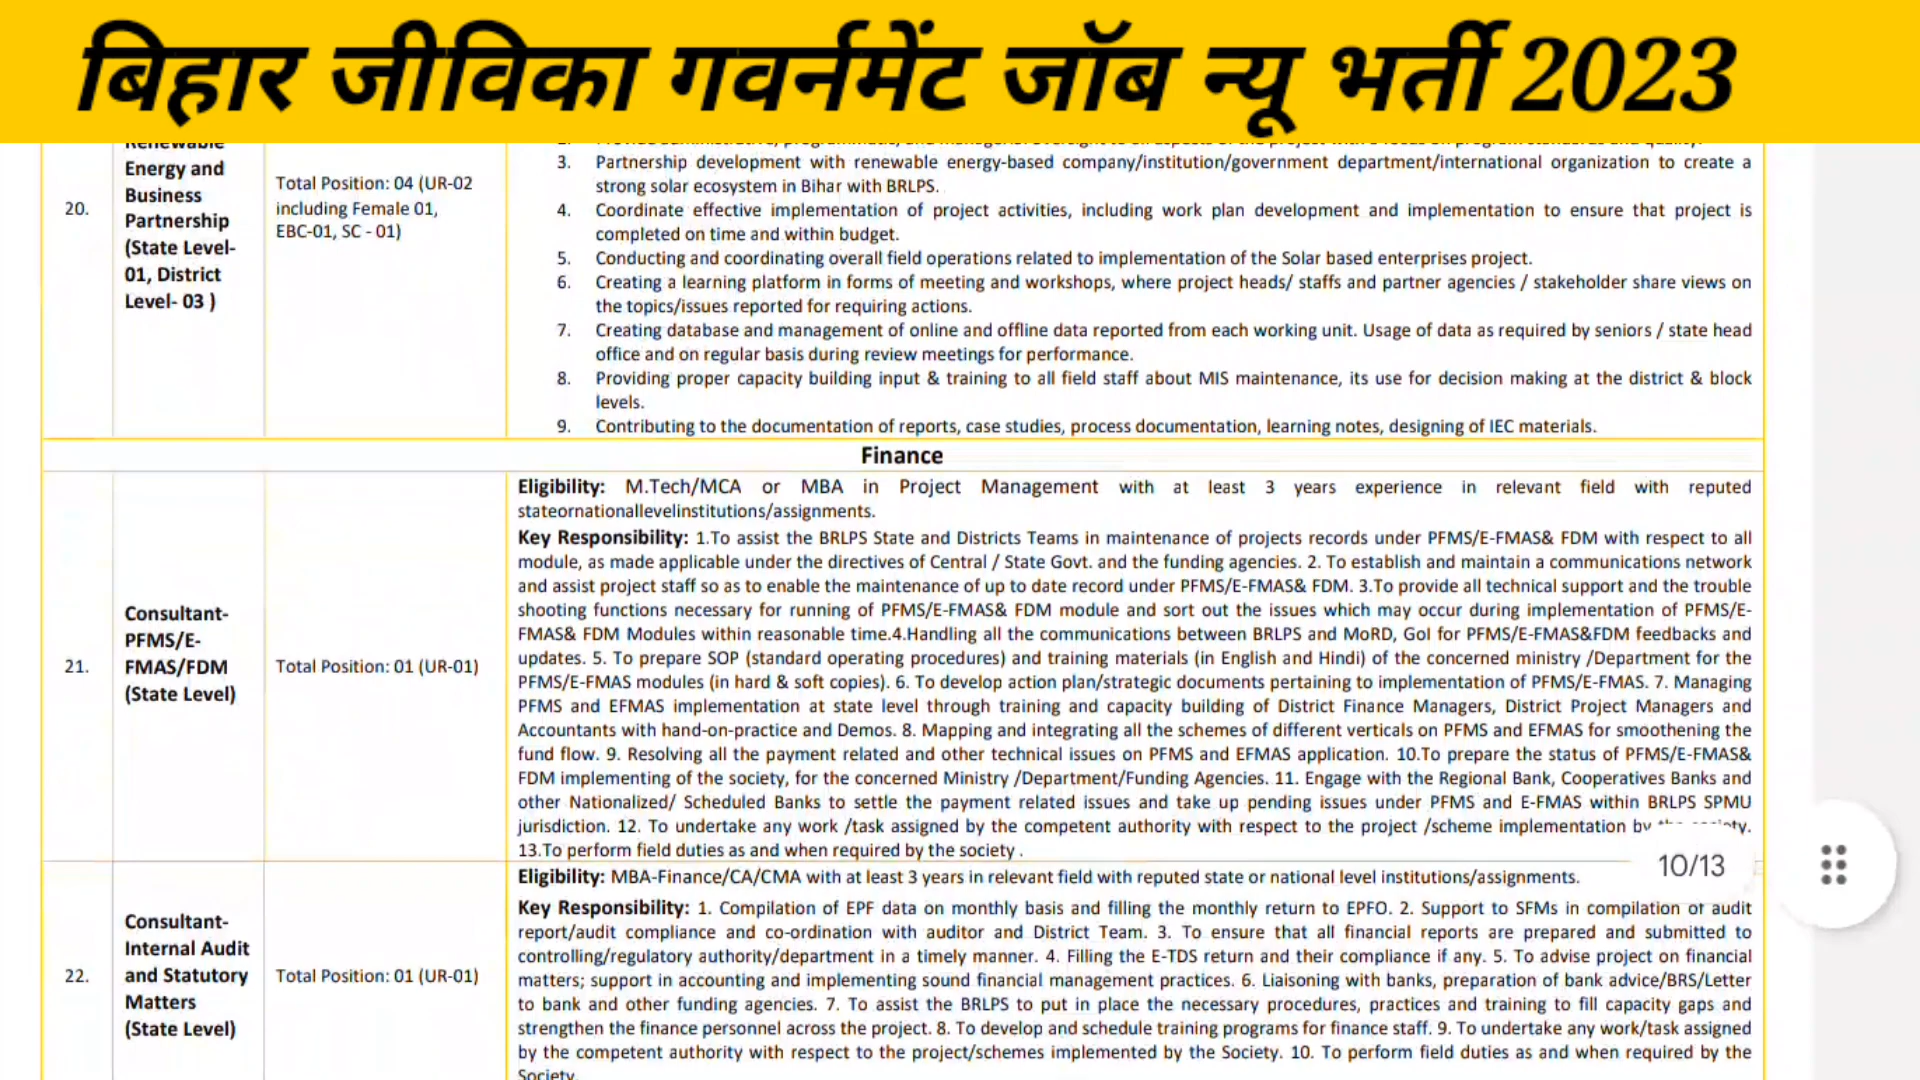 बिहार जीविका गवर्नमेंट जॉब न्यू भर्ती 2023
20.
Renewable
Energy and
Business
Partnership
(State Level-
01, District
Level- 03 )
Total Position: 04 (UR-02
including Female 01,
EBC-01, SC - 01)
3. Partnership development with renewable energy-based company/institution/government department/international organization to create a
strong solar ecosystem in Bihar with BRLPS.
4. Coordinate effective implementation of project activities, including work plan development and implementation to ensure that project is
completed on time and within budget.
5. Conducting and coordinating overall field operations related to implementation of the Solar based enterprises project.
6. Creating a learning platform in forms of meeting and workshops, where project heads/ staffs and partner agencies / stakeholder share views on
the topics/issues reported for requiring actions.
7. Creating database and management of online and offline data reported from each working unit. Usage of data as required by seniors / state head
office and on regular basis during review meetings for performance.
8. Providing proper capacity building input & training to all field staff about MIS maintenance, its use for decision making at the district & block
levels.
9. Contributing to the documentation of reports, case studies, process documentation, learning notes, designing of IEC materials.
Finance
21.
Consultant-
PFMS/E-
FMAS/FDM
(State Level)
Total Position: 01 (UR-01)
Eligibility: M.Tech/MCA or MBA in Project Management with at least 3 years experience in relevant field with reputed
stateornationallevelinstitutions/assignments.
Key Responsibility: 1.To assist the BRLPS State and Districts Teams in maintenance of projects records under PFMS/E-FMAS& FDM with respect to all
module, as made applicable under the directives of Central / State Govt. and the funding agencies. 2. To establish and maintain a communications network
and assist project staff so as to enable the maintenance of up to date record under PFMS/E-FMAS& FDM. 3.To provide all technical support and the trouble
shooting functions necessary for running of PFMS/E-FMAS& FDM module and sort out the issues which may occur during implementation of PFMS/E-
FMAS& FDM Modules within reasonable time.4.Handling all the communications between BRLPS and MoRD, GoI for PFMS/E-FMAS&FDM feedbacks and
updates. 5. To prepare SOP (standard operating procedures) and training materials (in English and Hindi) of the concerned ministry /Department for the
PFMS/E-FMAS modules (in hard & soft copies). 6. To develop action plan/strategic documents pertaining to implementation of PFMS/E-FMAS. 7. Managing
PFMS and EFMAS implementation at state level through training and capacity building of District Finance Managers, District Project Managers and
Accountants with hand-on-practice and Demos. 8. Mapping and integrating all the schemes of different verticals on PFMS and EFMAS for smoothening the
fund flow. 9. Resolving all the payment related and other technical issues on PFMS and EFMAS application. 10.To prepare the status of PFMS/E-FMAS&
FDM implementing of the society, for the concerned Ministry /Department/Funding Agencies. 11. Engage with the Regional Bank, Cooperatives Banks and
other Nationalized/ Scheduled Banks to settle the payment related issues and take up pending issues under PFMS and E-FMAS within BRLPS SPMU
jurisdiction. 12. To undertake any work /task assigned by the competent authority with respect to the project /scheme implementation by
13.To perform field duties as and when required by the society .
10/13
22.
Consultant-
Internal Audit
and Statutory
Matters
(State Level)
Total Position: 01 (UR-01)
Eligibility: MBA-Finance/CA/CMA with at least 3 years in relevant field with reputed state or national level institutions/assignments.
Key Responsibility: 1. Compilation of EPF data on monthly basis and filling the monthly return to EPFO. 2. Support to SFMs in compilation of audit
report/audit compliance and co-ordination with auditor and District Team. 3. To ensure that all financial reports are prepared and submitted to
controlling/regulatory authority/department in a timely manner. 4. Filling the E-TDS return and their compliance if any. 5. To advise project on financial
matters; support in accounting and implementing sound financial management practices. 6. Liaisoning with banks, preparation of bank advice/BRS/Letter
to bank and other funding agencies. 7. To assist the BRLPS to put in place the necessary procedures, practices and training to fill capacity gaps and
strengthen the finance personnel across the project. 8. To develop and schedule training programs for finance staff. 9. To undertake any work/task assigned
by the competent authority with respect to the project/schemes implemented by the Society. 10. To perform field duties as and when required by the
Society.